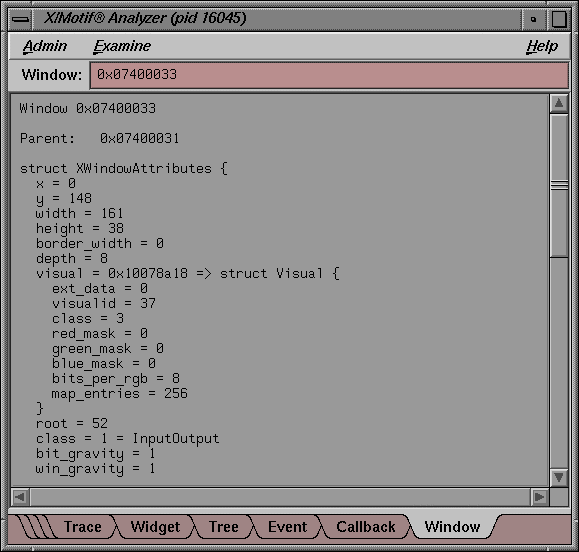 X/Motif® Analyzer (pid 16045)
Admin Examine Help
Window: 0x07400033
Window 0x07400033
Parent: 0x07400031
struct XWindowAttributes {
x = 0
y = 148
width = 161
height = 38
border_width = 0
depth = 8
visual = 0x10078a18 => struct Visual {
ext_data = 0
visualid = 37
class = 3
red_mask = 0
green_mask = 0
blue_mask = 0
bits_per_rgb = 8
map_entries = 256
}
root = 52
class = 1 = InputOutput
bit_gravity = 1
win_gravity = 1
Trace Widget Tree Event Callback Window